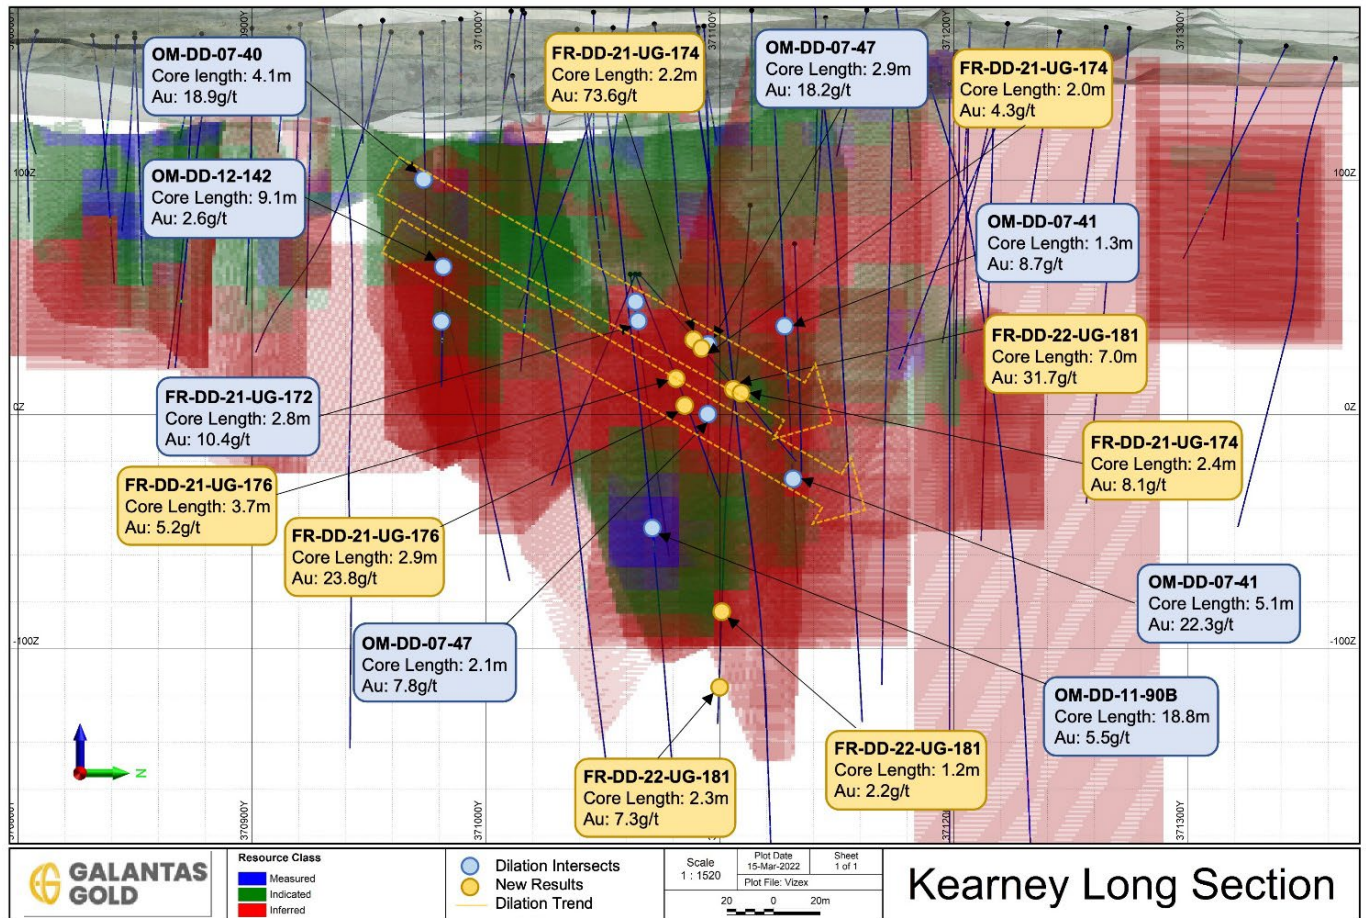 370900Y
371000Y
371100Y
371200Y
371300Y
OM-DD-07-40
Core length: 4.1m
Au: 18.9g/t
FR-DD-21-UG-174
Core Length: 2.2m
Au: 73.6g/t
OM-DD-07-47
Core Length: 2.9m
Au: 18.2g/t
FR-DD-21-UG-174
Core Length: 2.0m
Au: 4.3g/t
100Z
100Z
OM-DD-12-142
Core Length: 9.1m
Au: 2.6g/t
OM-DD-07-41
Core Length: 1.3m
Au: 8.7g/t
FR-DD-22-UG-181
Core Length: 7.0m
Au: 31.7g/t
FR-DD-21-UG-172
Core Length: 2.8m
Au: 10.4g/t
0Z
0Z
FR-DD-21-UG-174
Core Length: 2.4m
Au: 8.1g/t
FR-DD-21-UG-176
Core Length: 3.7m
Au: 5.2g/t
FR-DD-21-UG-176
Core Length: 2.9m
Au: 23.8g/t
OM-DD-07-41
Core Length: 5.1m
Au: 22.3g/t
OM-DD-07-47
Core Length: 2.1m
Au: 7.8g/t
-100Z
-100Z
OM-DD-11-90B
Core Length: 18.8m
Au: 5.5g/t
FR-DD-22-UG-181
Core Length: 1.2m
Au: 2.2g/t
FR-DD-22-UG-181
Core Length: 2.3m
Au: 7.3g/t
N
370900Y
371000Y
371300Y
GALANTAS
GOLD
Resource Class
Measured
Indicated
Inferred
Dilation Intersects
New Results
Dilation Trend
Scale
1 : 1520
Plot Date
15-Mar-2022
Sheet
1 of 1
Plot File: Vizex
20 0 20m
Kearney Long Section